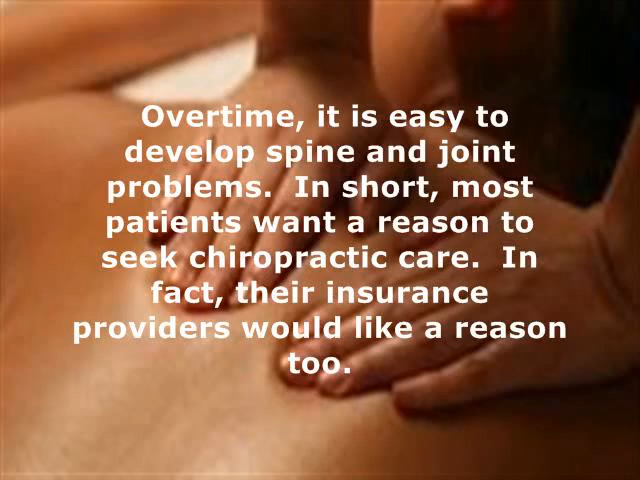 Overtime, it is easy to
develop spine and joint
problems.  In short, most
patients want a reason to
seek chiropractic care.  In
fact, their insurance
providers would like a reason
too.